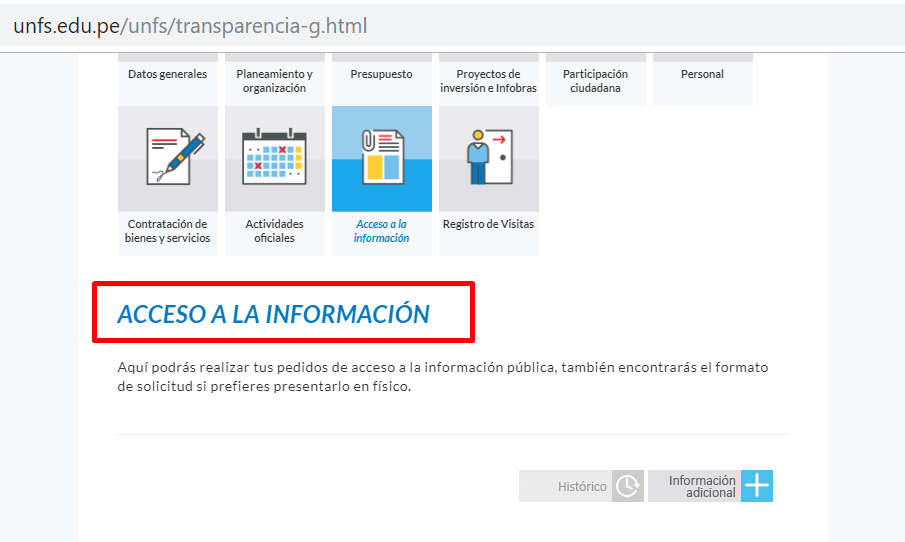 unfs.edu.pe/unfs/transparencia-g.html
Datos generales
Planeamiento y
organización
Presupuesto
Proyectos de
inversión e Infobras
Participación
ciudadana
Personal
Contratación de
bienes y servicios
Actividades
oficiales
Acceso a la
información
Registro de Visitas
ACCESO A LA INFORMACIÓN
Aquí podrás realizar tus pedidos de acceso a la información pública, también encontrarás el formato
de solicitud si prefieres presentarlo en físico.
Histórico
Información
adicional